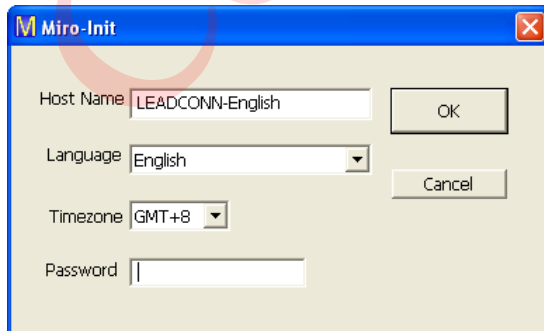 Miro-Init
Host Name LEADCONN-English
OK
Language English
Cancel
Timezone GMT+8
Password